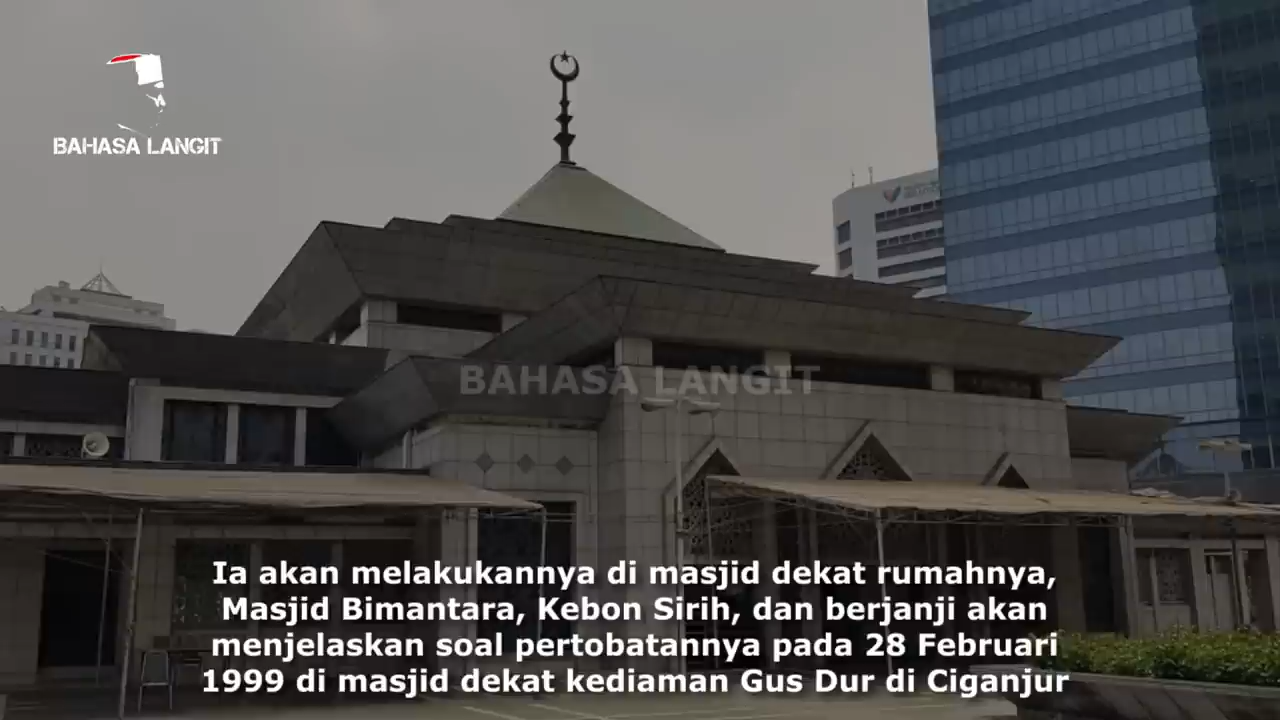 BAHASA LANGIT
BAHASA LANGIT
Ia akan melakukannya di masjid dekat rumahnya,
Masjid Bimantara, Kebon Sirih, dan berjanji akan
menjelaskan soal pertobatannya pada 28 Februari
1999 di masjid dekat kediaman Gus Dur di Ciganjur